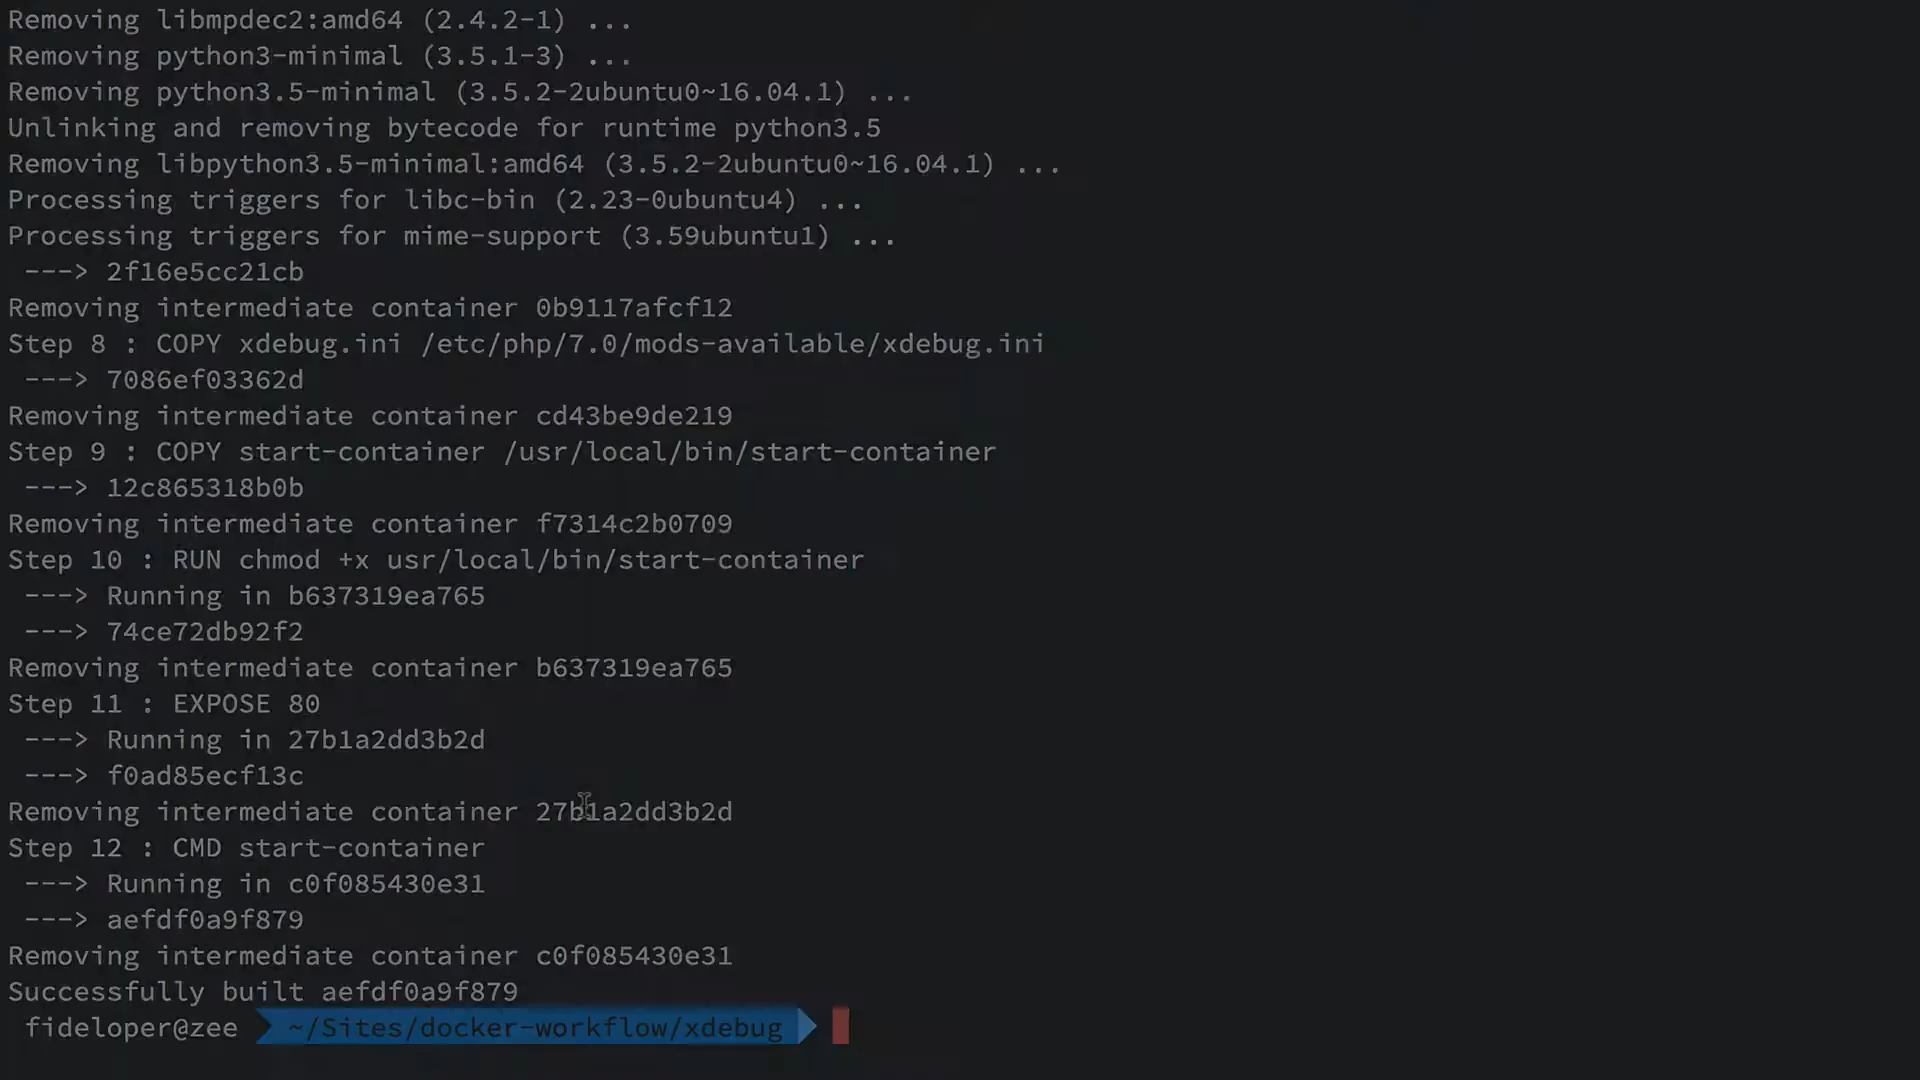 Removing libmpdec2:amd64 (2.4.2-1) ...
Removing python3-minimal (3.5.1-3) ...
Removing python3.5-minimal (3.5.2-2ubuntu0~16.04.1) ...
Unlinking and removing bytecode for runtime python3.5
Removing libpython3.5-minimal:amd64 (3.5.2-2ubuntu0~16.04.1) ...
Processing triggers for libc-bin (2.23-0ubuntu4) ...
Processing triggers for mime-support (3.59ubuntu1) ...
---> 2f16e5cc21cb
Removing intermediate container 0b9117afcf12
Step 8 : COPY xdebug.ini /etc/php/7.0/mods-available/xdebug.ini
---> 7086ef03362d
Removing intermediate container cd43be9de219
Step 9 : COPY start-container /usr/local/bin/start-container
---> 12c865318b0b
Removing intermediate container f7314c2b0709
Step 10 : RUN chmod +x usr/local/bin/start-container
---> Running in b637319ea765
---> 74ce72db92f2
Removing intermediate container b637319ea765
Step 11 : EXPOSE 80
---> Running in 27b1a2dd3b2d
---> f0ad85ecf13c
Removing intermediate container 27b1a2dd3b2d
Step 12 : CMD start-container
---> Running in c0f085430e31
---> aefdf0a9f879
Removing intermediate container c0f085430e31
Successfully built aefdf0a9f879
fideloper@zee ~/Sites/docker-workflow/xdebug